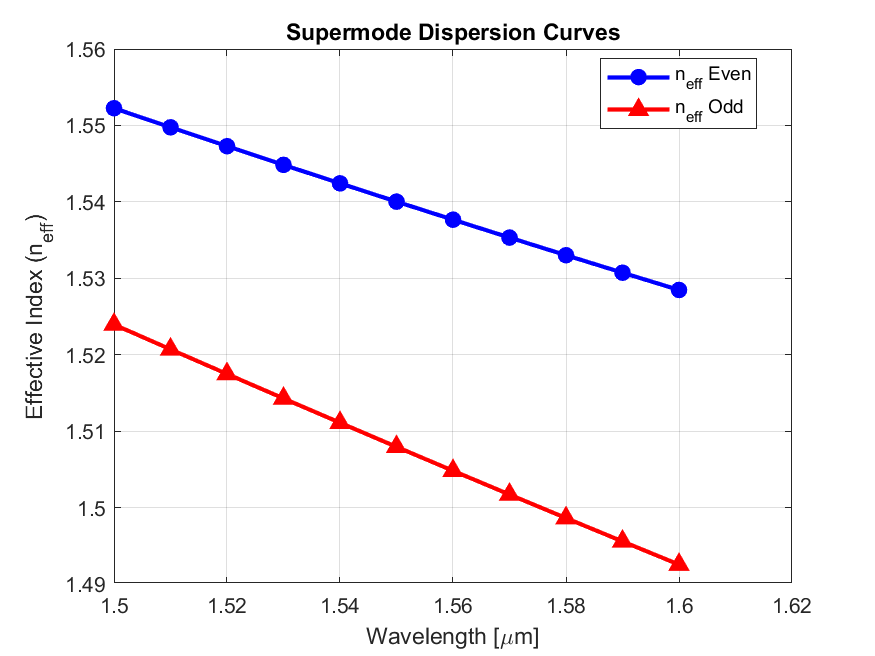 Supermode Dispersion Curves
n_eff Even
n_eff Odd
Effective Index (n_eff)
1.56
1.55
1.54
1.53
1.52
1.51
1.5
1.49
1.5 1.52 1.54 1.56 1.58 1.6 1.62
Wavelength [μm]